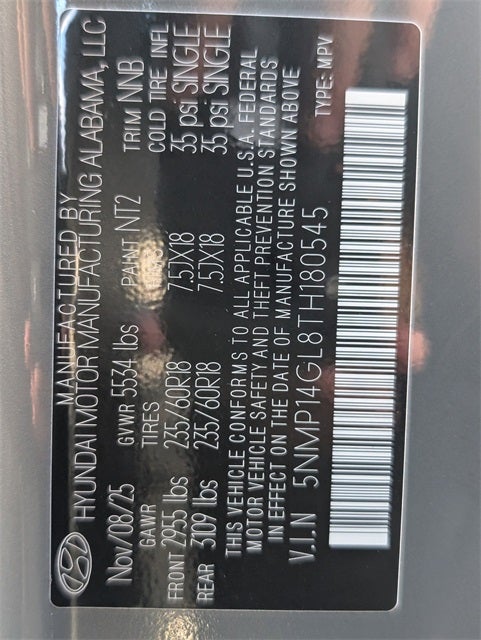 MANUFACTURED BY
HYUNDAI MOTOR MANUFACTURING ALABAMA, LLC
Nov/08/25 GVWR 5534 lbs PAINT NT2 TRIM NNB
GAWR TIRES COLD TIRE INFL
FRONT 2955 lbs 235/60R18 7.5JX18 35 psi SINGLE
REAR 3109 lbs 235/60R18 7.5JX18 35 psi SINGLE
THIS VEHICLE CONFORMS TO ALL APPLICABLE U.S.A. FEDERAL
MOTOR VEHICLE SAFETY AND THEFT PREVENTION STANDARDS
IN EFFECT ON THE DATE OF MANUFACTURE SHOWN ABOVE
V.I.N 5NMP14GL8TH180545 TYPE: MPV